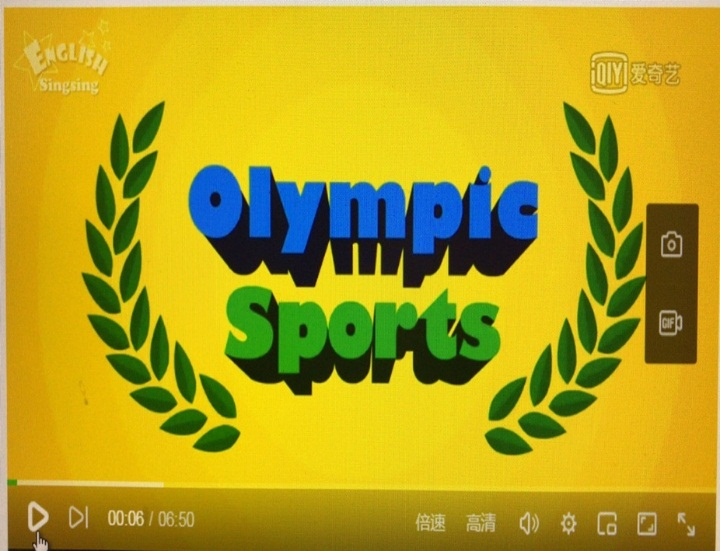 ENGLISH
Singsing
iQIYI 爱奇艺
Olympic
Sports
GIF
00:06 / 06:50
倍速
高清